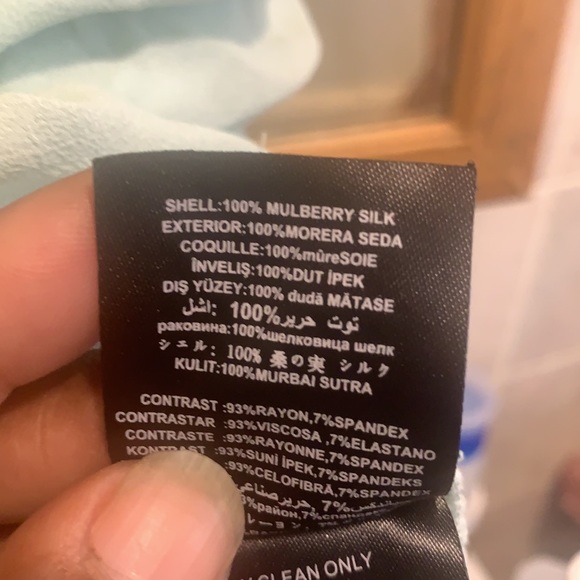 SHELL:100% MULBERRY SILK
EXTERIOR:100%MORERA SEDA
COQUILLE:100%mûreSOIE
İNVELİŞ:100%DUT İPEK
DIŞ YÜZEY:100% dudă MĂTASE
اشل: 100%توت حرير
раковина:100%шелковица шелк
シェル: 100% 桑の実 シルク
KULIT:100%MURBAI SUTRA
CONTRAST :93%RAYON,7%SPANDEX
CONTRASTAR :93%VISCOSA ,7%ELASTANO
CONTRASTE :93%RAYONNE,7%SPANDEX
KONTRAST :93%SUNİ İPEK,7%SPANDEKS
:93%CELOFIBRĂ,7%SPANDEX
CLEAN ONLY